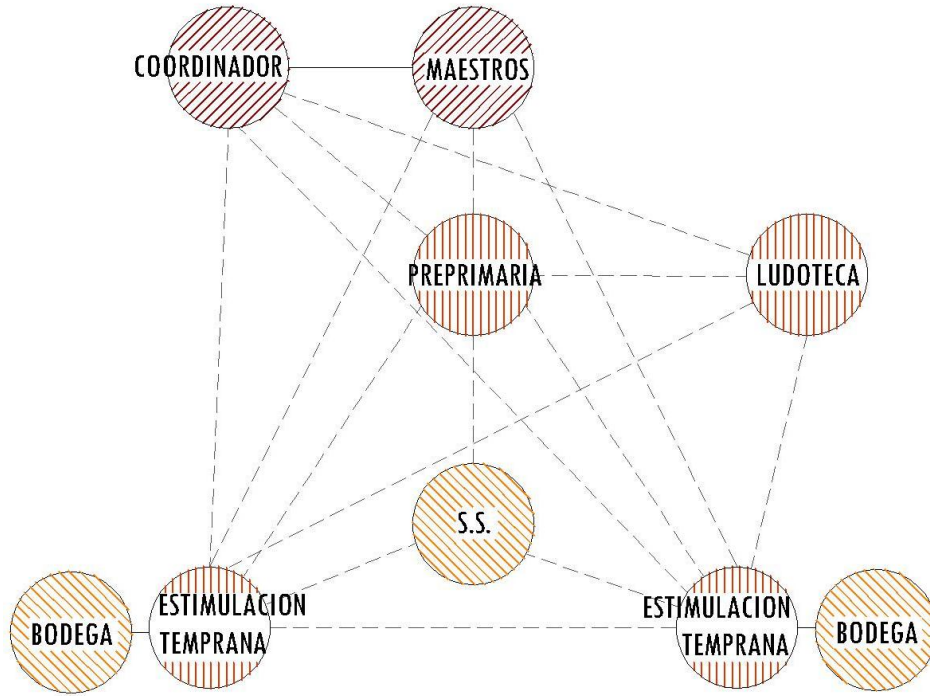 COORDINADOR
MAESTROS
PREPRIMARIA
LUDOTECA
S.S.
BODEGA
ESTIMULACION
TEMPRANA
ESTIMULACION
TEMPRANA
BODEGA